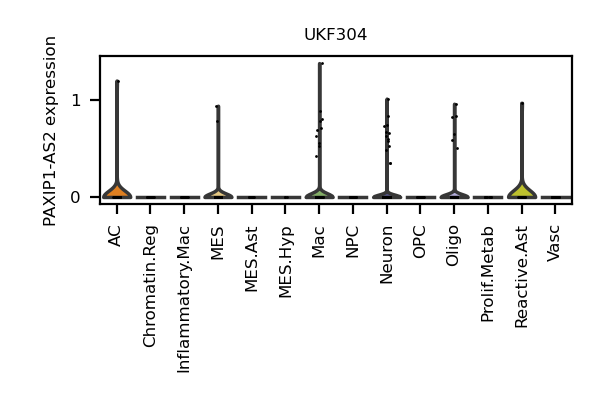 UKF304
PAXIP1-AS2 expression
1
0
AC
Chromatin.Reg
Inflammatory.Mac
MES
MES.Ast
MES.Hyp
Mac
NPC
Neuron
OPC
Oligo
Prolif.Metab
Reactive.Ast
Vasc